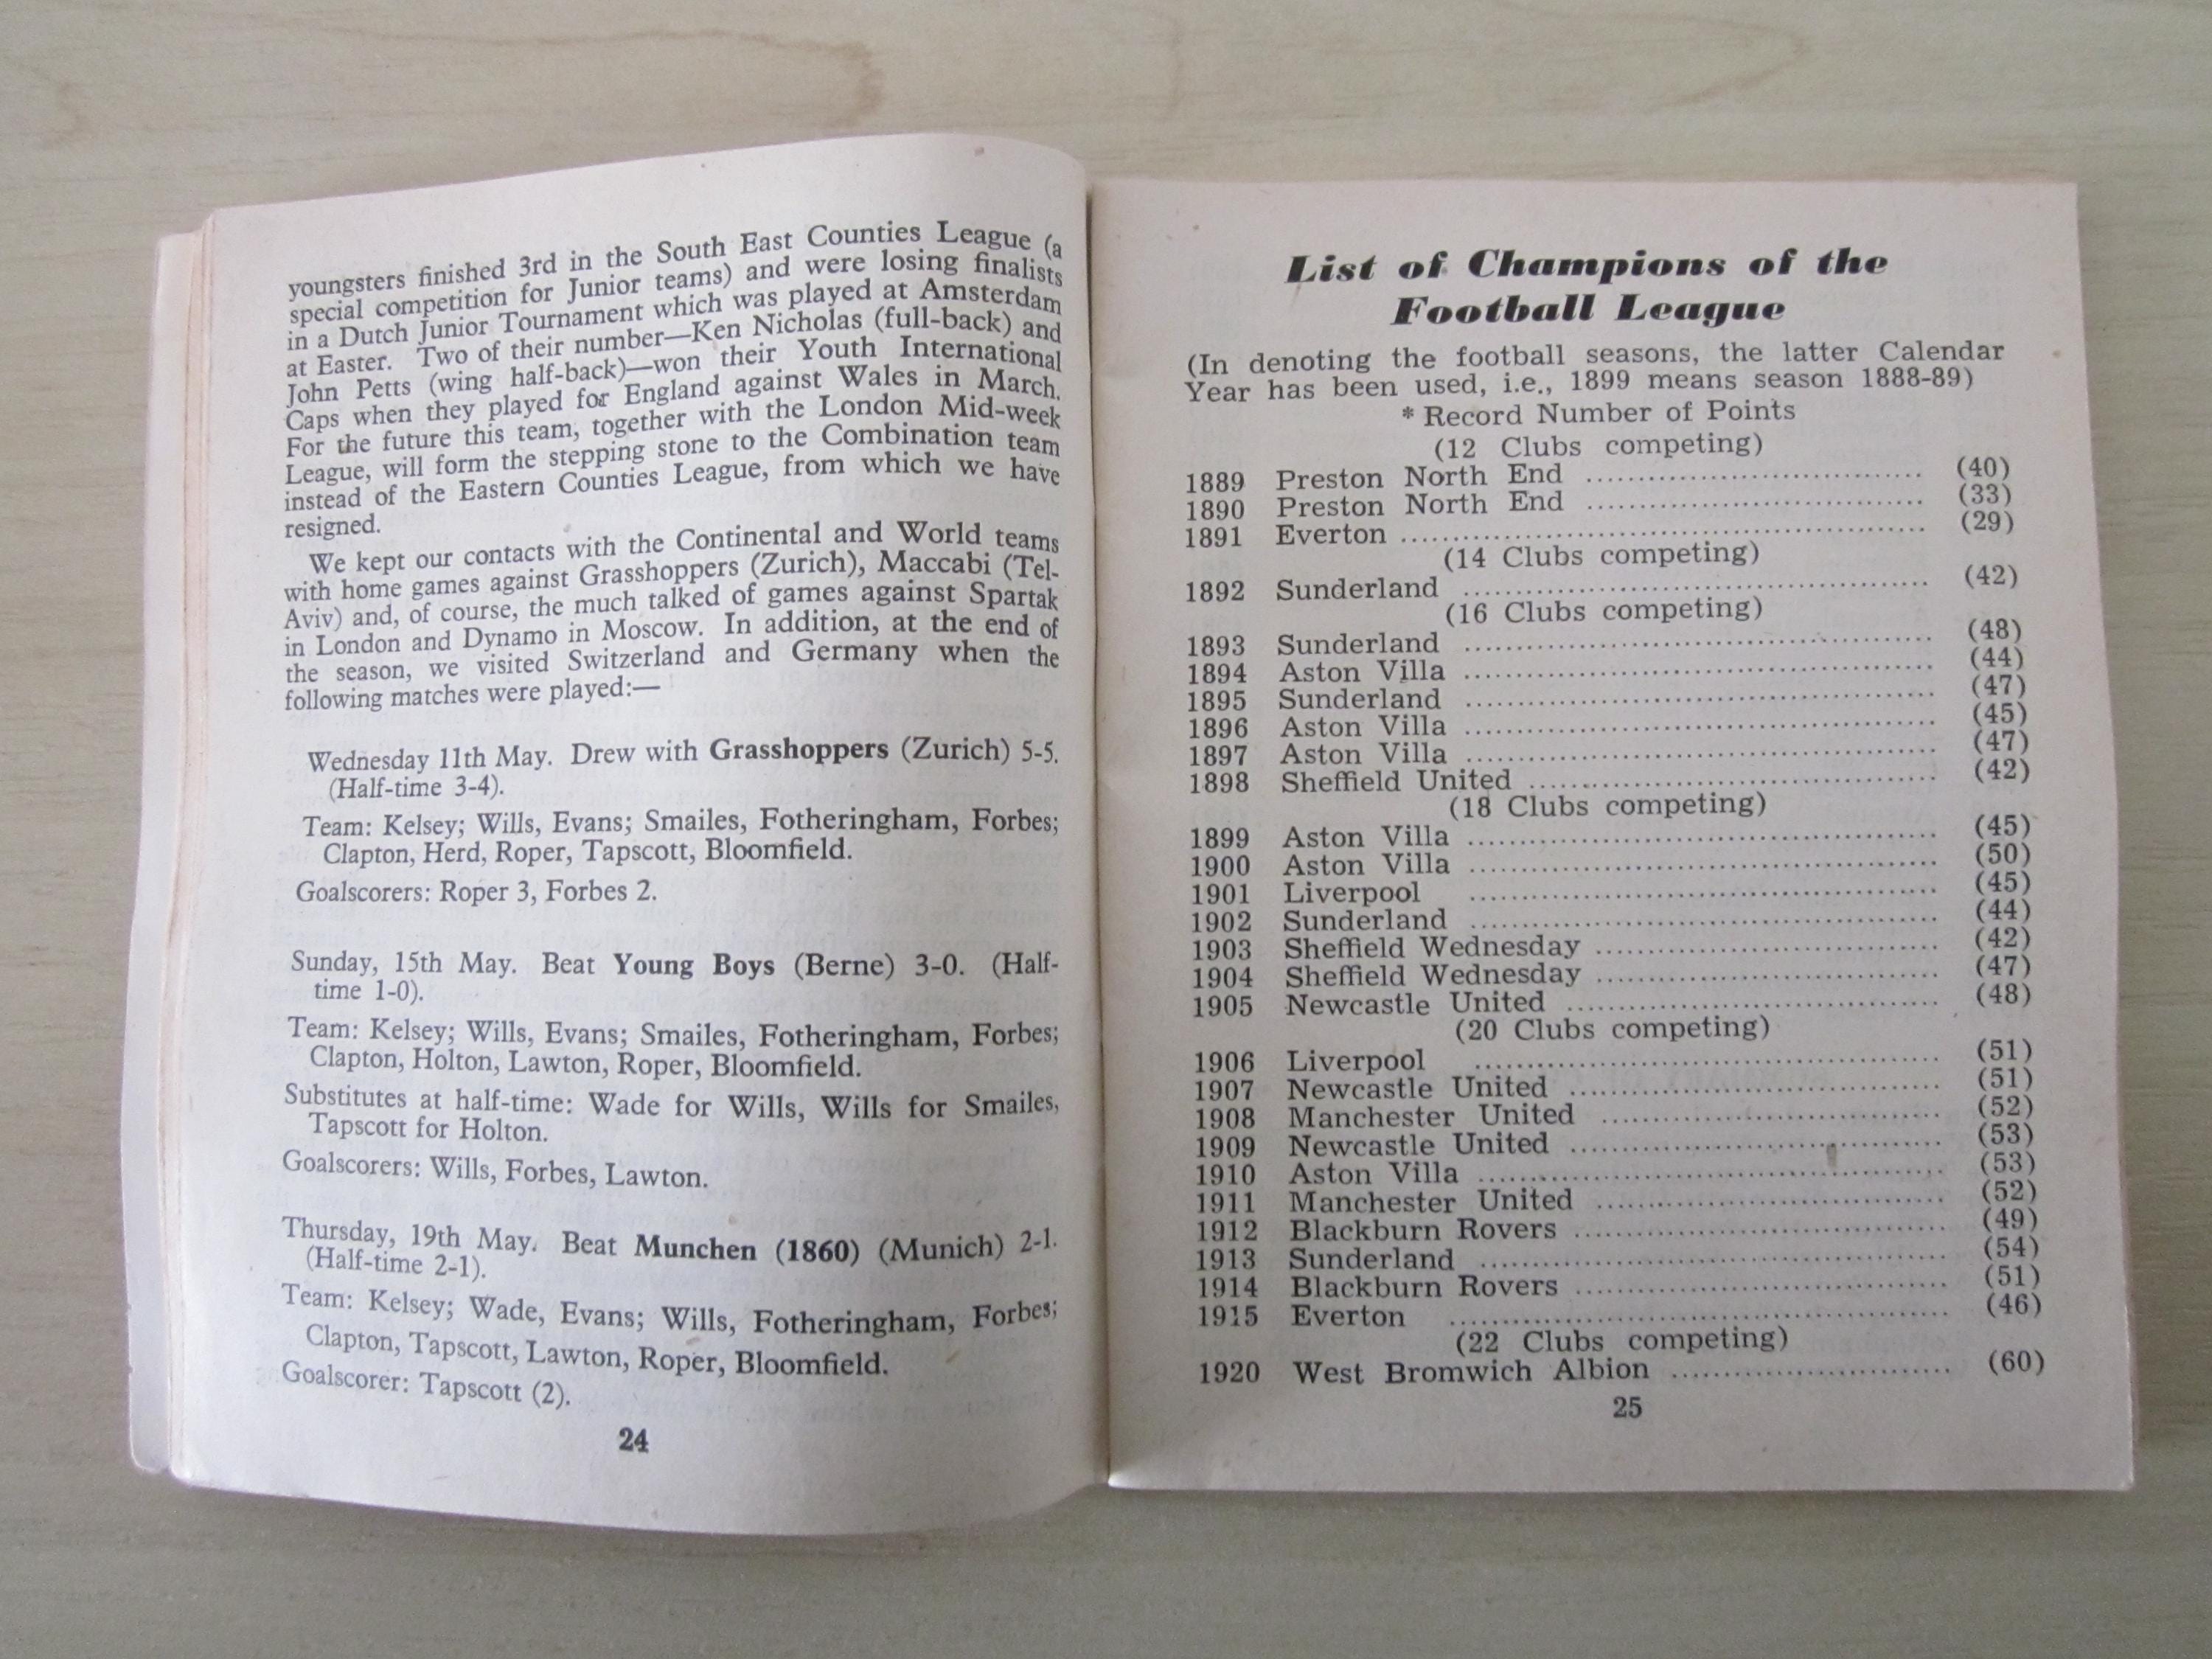 youngsters finished 3rd in the South East Counties League (a
special competition for Junior teams) and were losing finalists
in a Dutch Junior Tournament which was played at Amsterdam
at Easter. Two of their number—Ken Nicholas (full-back) and
John Petts (wing half-back)—won their Youth International
Caps when they played for England against Wales in March.
For the future this team, together with the London Mid-week
League, will form the stepping stone to the Combination team
instead of the Eastern Counties League, from which we have
resigned.
We kept our contacts with the Continental and World teams
with home games against Grasshoppers (Zurich), Maccabi (Tel-
Aviv) and, of course, the much talked of games against Spartak
in London and Dynamo in Moscow. In addition, at the end of
the season, we visited Switzerland and Germany when the
following matches were played:—
Wednesday 11th May. Drew with Grasshoppers (Zurich) 5-5.
(Half-time 3-4).
Team: Kelsey; Wills, Evans; Smailes, Fotheringham, Forbes;
Clapton, Herd, Roper, Tapscott, Bloomfield.
Goalscorers: Roper 3, Forbes 2.
Sunday, 15th May. Beat Young Boys (Berne) 3-0. (Half-
time 1-0).
Team: Kelsey; Wills, Evans; Smailes, Fotheringham, Forbes;
Clapton, Holton, Lawton, Roper, Bloomfield.
Substitutes at half-time: Wade for Wills, Wills for Smailes,
Tapscott for Holton.
Goalscorers: Wills, Forbes, Lawton.
Thursday, 19th May. Beat Munchen (1860) (Munich) 2-1.
(Half-time 2-1).
Team: Kelsey; Wade, Evans; Wills, Fotheringham, Forbes;
Clapton, Tapscott, Lawton, Roper, Bloomfield.
Goalscorer: Tapscott (2).
24
List of Champions of the
Football League
(In denoting the football seasons, the latter Calendar
Year has been used, i.e., 1899 means season 1888-89)
* Record Number of Points
(12 Clubs competing)
1889 Preston North End .................... (40)
1890 Preston North End .................... (33)
1891 Everton .................... (29)
(14 Clubs competing)
1892 Sunderland .................... (42)
(16 Clubs competing)
1893 Sunderland .................... (48)
1894 Aston Villa .................... (44)
1895 Sunderland .................... (47)
1896 Aston Villa .................... (45)
1897 Aston Villa .................... (47)
1898 Sheffield United .................... (42)
(18 Clubs competing)
1899 Aston Villa .................... (45)
1900 Aston Villa .................... (50)
1901 Liverpool .................... (45)
1902 Sunderland .................... (44)
1903 Sheffield Wednesday .................... (42)
1904 Sheffield Wednesday .................... (47)
1905 Newcastle United .................... (48)
(20 Clubs competing)
1906 Liverpool .................... (51)
1907 Newcastle United .................... (51)
1908 Manchester United .................... (52)
1909 Newcastle United .................... (53)
1910 Aston Villa .................... (53)
1911 Manchester United .................... (52)
1912 Blackburn Rovers .................... (49)
1913 Sunderland .................... (54)
1914 Blackburn Rovers .................... (51)
1915 Everton .................... (46)
(22 Clubs competing)
1920 West Bromwich Albion .................... (60)
25